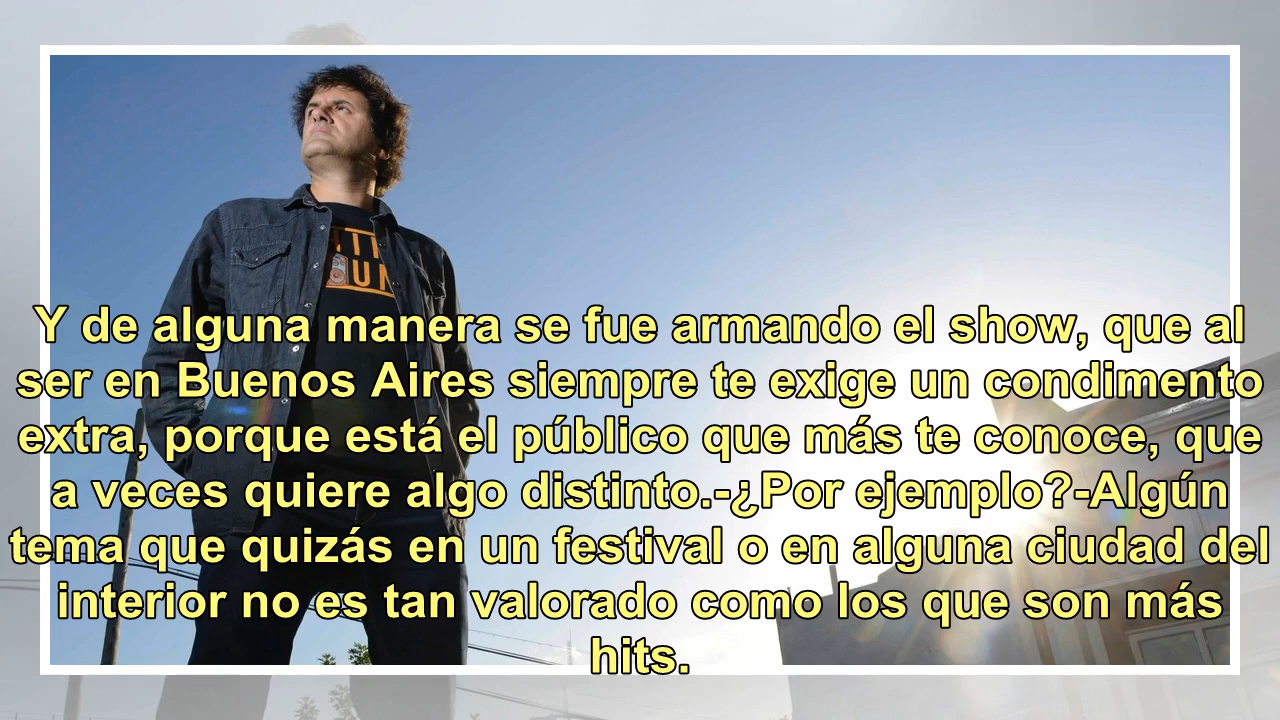 Y de alguna manera se fue armando el show, que al
ser en Buenos Aires siempre te exige un condimento
extra, porque está el público que más te conoce, que
a veces quiere algo distinto.-¿Por ejemplo?-Algún
tema que quizás en un festival o en alguna ciudad del
interior no es tan valorado como los que son más
hits.